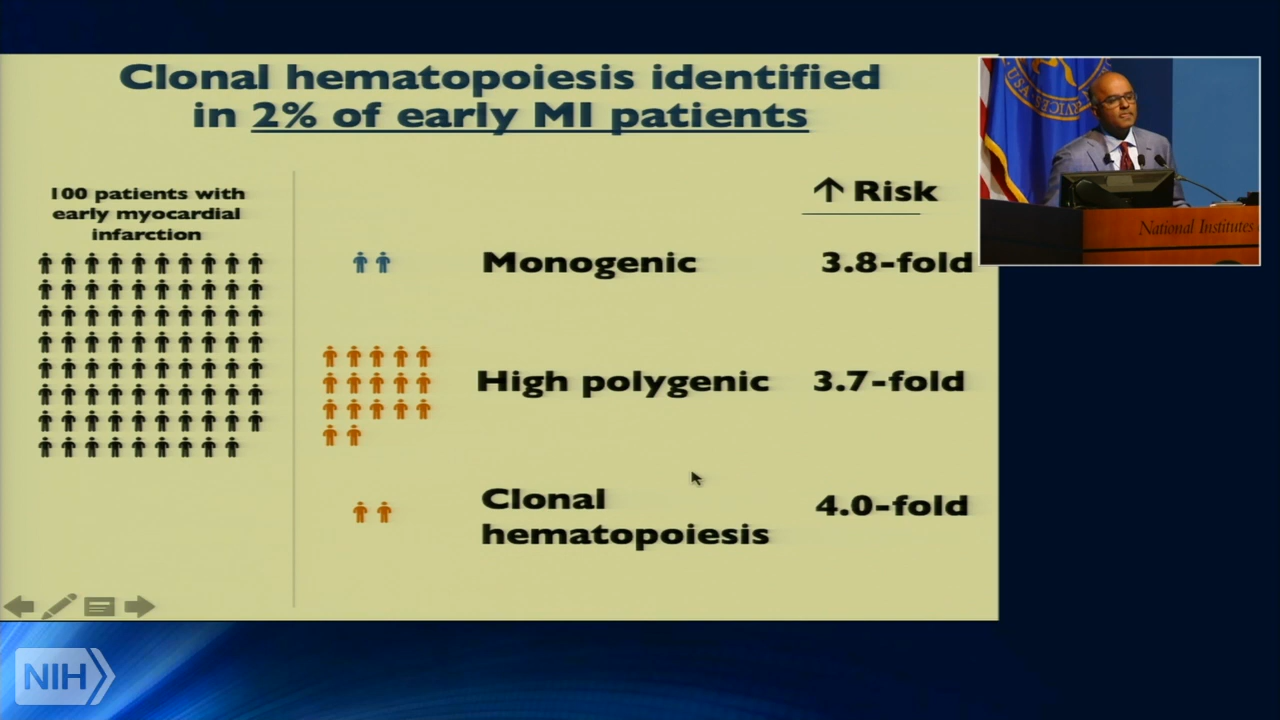 Clonal hematopoiesis identified
in 2% of early MI patients
100 patients with
early myocardial
infarction
↑ Risk
Monogenic
3.8-fold
High polygenic
3.7-fold
Clonal
hematopoiesis
4.0-fold
National Institutes
NIH